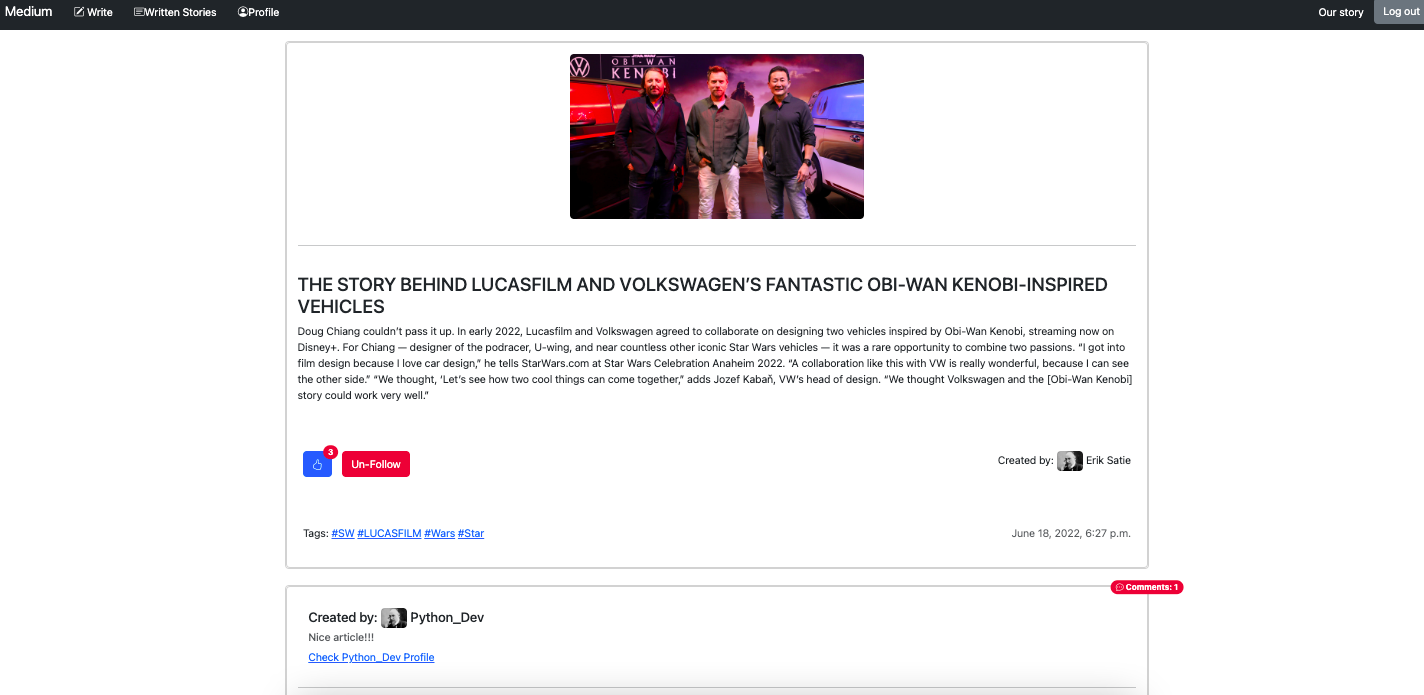 Medium Write Written Stories Profile Our story Log out
OBI-WAN
KENOBI
THE STORY BEHIND LUCASFILM AND VOLKSWAGEN’S FANTASTIC OBI-WAN KENOBI-INSPIRED
VEHICLES
Doug Chiang couldn’t pass it up. In early 2022, Lucasfilm and Volkswagen agreed to collaborate on designing two vehicles inspired by Obi-Wan Kenobi, streaming now on
Disney+. For Chiang — designer of the podracer, U-wing, and near countless other iconic Star Wars vehicles — it was a rare opportunity to combine two passions. “I got into
film design because I love car design,” he tells StarWars.com at Star Wars Celebration Anaheim 2022. “A collaboration like this with VW is really wonderful, because I can see
the other side.” “We thought, ‘Let’s see how two cool things can come together,” adds Jozef Kabaň, VW’s head of design. “We thought Volkswagen and the [Obi-Wan Kenobi]
story could work very well.”
3
Un-Follow
Created by: Erik Satie
Tags: #SW #LUCASFILM #Wars #Star
June 18, 2022, 6:27 p.m.
Comments: 1
Created by: Python_Dev
Nice article!!!
Check Python_Dev Profile